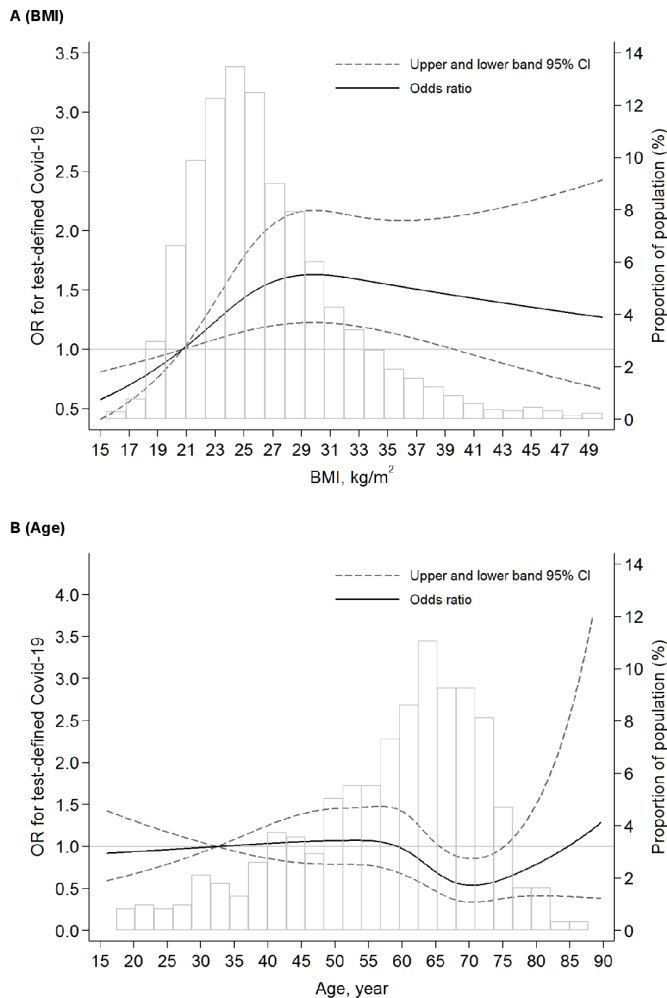 A (BMI)
Upper and lower band 95% CI
Odds ratio
OR for test-defined Covid-19
3.5
3.0
2.5
2.0
1.5
1.0
0.5
14
12
10
8
6
4
2
0
Proportion of population (%)
15 17 19 21 23 25 27 29 31 33 35 37 39 41 43 45 47 49
BMI, kg/m²
B (Age)
Upper and lower band 95% CI
Odds ratio
OR for test-defined Covid-19
4.0
3.5
3.0
2.5
2.0
1.5
1.0
0.5
0.0
14
12
10
8
6
4
2
0
Proportion of population (%)
15 20 25 30 35 40 45 50 55 60 65 70 75 80 85 90
Age, year